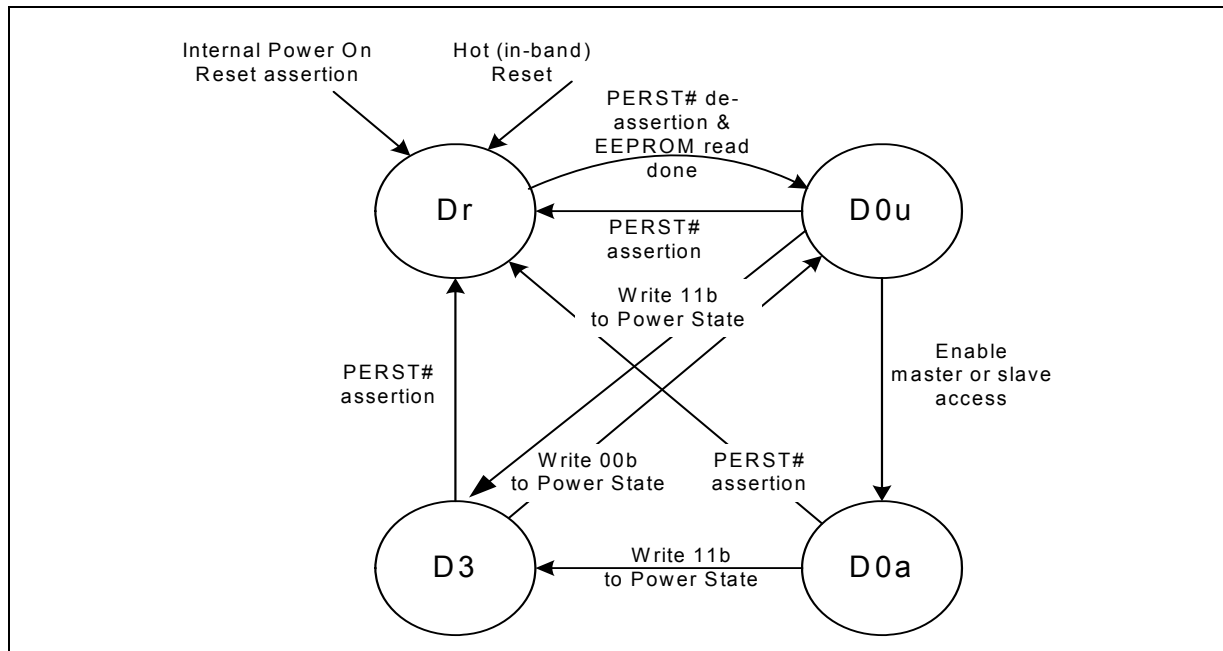 Internal Power On
Reset assertion
Hot (in-band)
Reset
PERST# de-
assertion &
EEPROM read
done
Dr
D0u
PERST#
assertion
Write 11b
to Power State
Enable
master or slave
access
PERST#
assertion
Write 00b
to Power State
PERST#
assertion
D3
Write 11b
to Power State
D0a